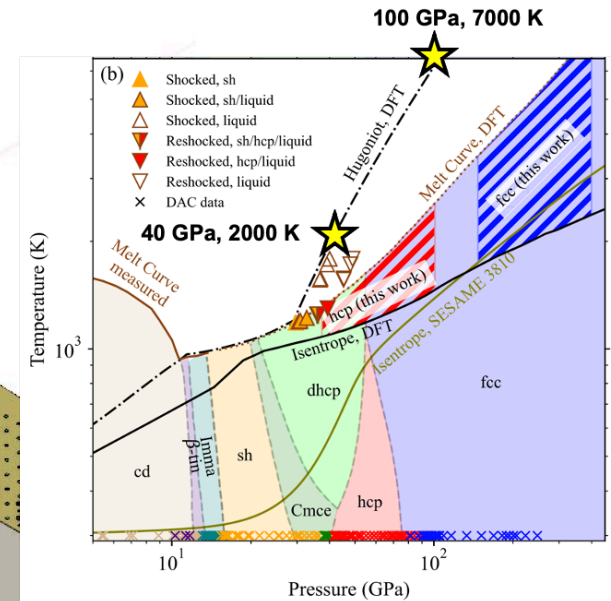 100 GPa, 7000 K
(b)
Shocked, sh
Shocked, sh/liquid
Shocked, liquid
Reshocked, sh/hcp/liquid
Reshocked, hcp/liquid
Reshocked, liquid
DAC data
Hugoniot, DFT
Melt Curve, DFT
fcc (this work)
40 GPa, 2000 K
Melt Curve
measured
hcp (this work)
Isentrope, DFT
Isentrope, SESAME 3810
Temperature (K)
10³
cd
β-tin
Imma
sh
dhcp
Cmce
hcp
fcc
10¹
10²
Pressure (GPa)